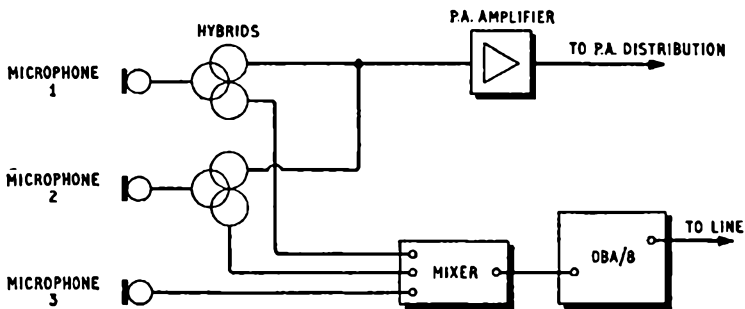 P.A. AMPLIFIER
HYBRIDS
TO P.A. DISTRIBUTION
MICROPHONE
1
MICROPHONE
2
TO LINE
MIXER
OBA/8
MICROPHONE
3